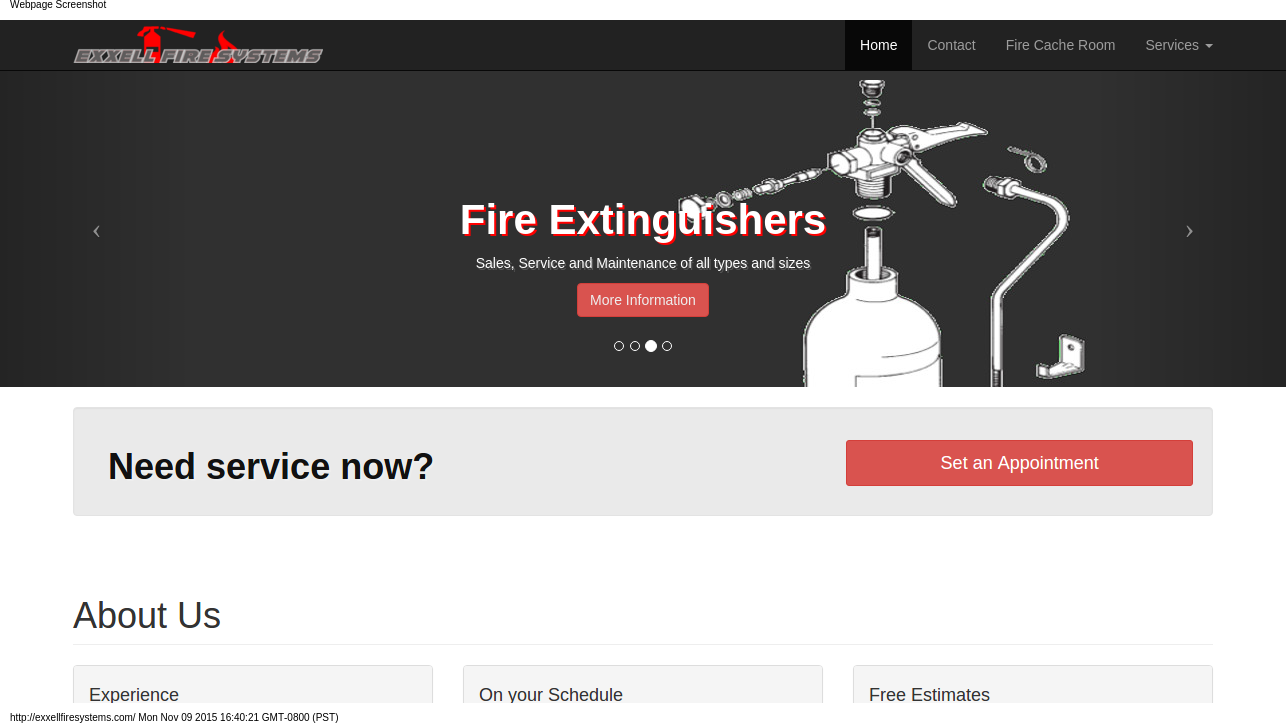 Webpage Screenshot
EXXELL FIRE SYSTEMS
Home
Contact
Fire Cache Room
Services
Fire Extinguishers
Sales, Service and Maintenance of all types and sizes
More Information
Need service now?
Set an Appointment
About Us
Experience
On your Schedule
Free Estimates
http://exxellfiresystems.com/ Mon Nov 09 2015 16:40:21 GMT-0800 (PST)